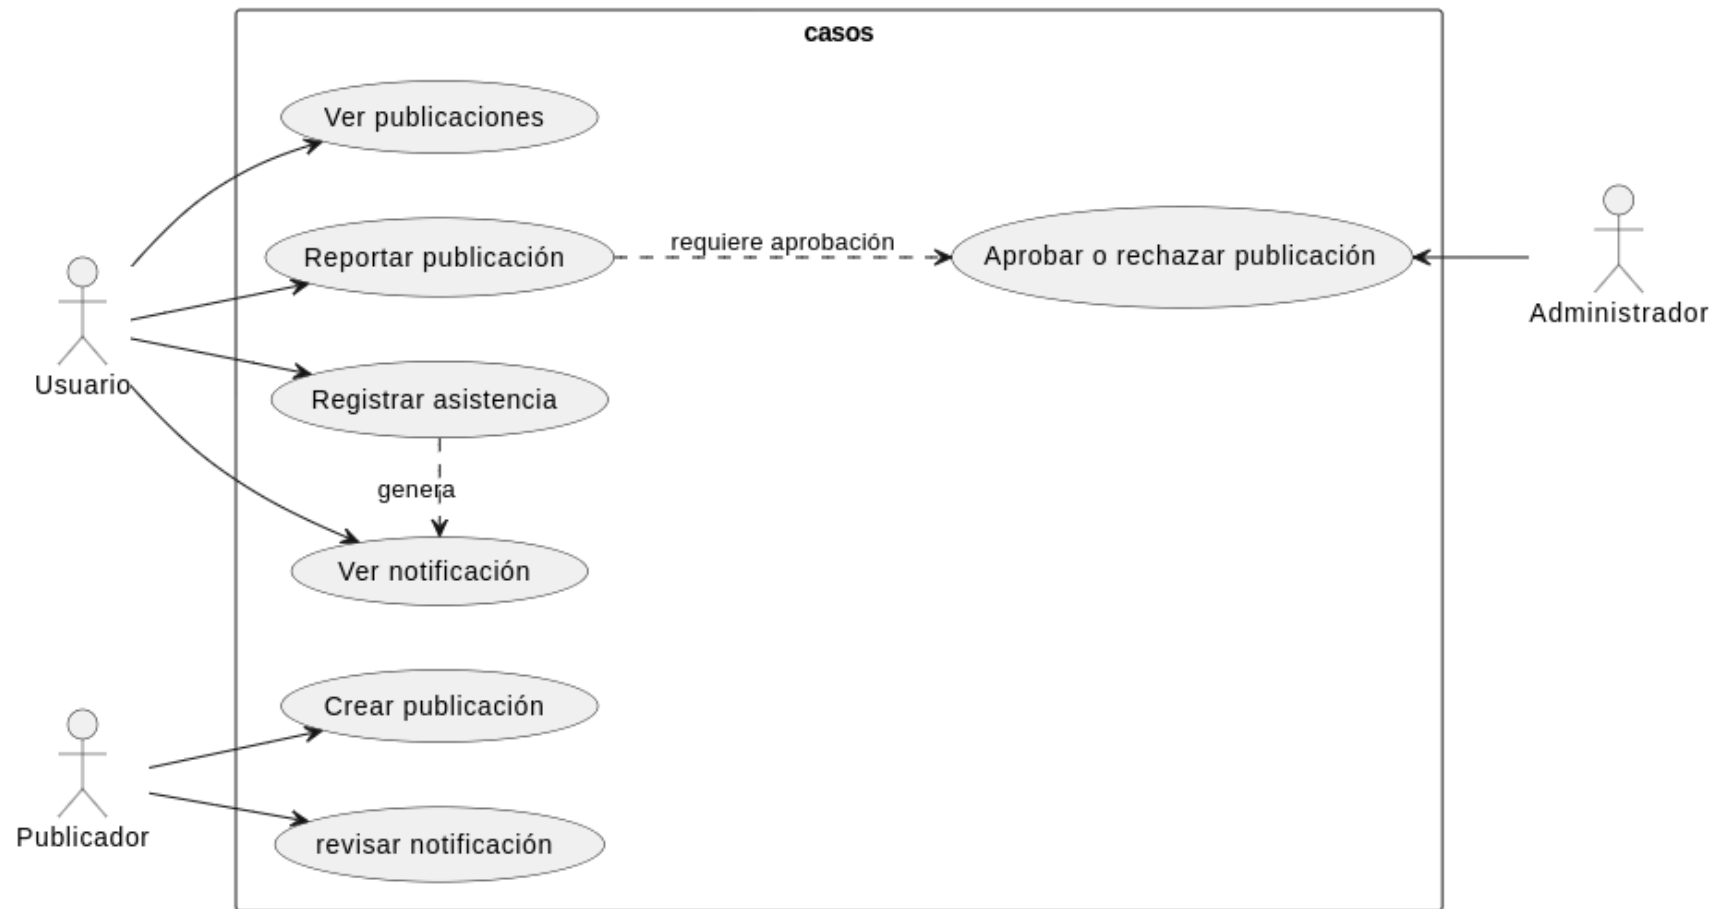 casos
Ver publicaciones
Reportar publicación
requiere aprobación
Aprobar o rechazar publicación
Administrador
Usuario
Registrar asistencia
genera
Ver notificación
Crear publicación
Publicador
revisar notificación